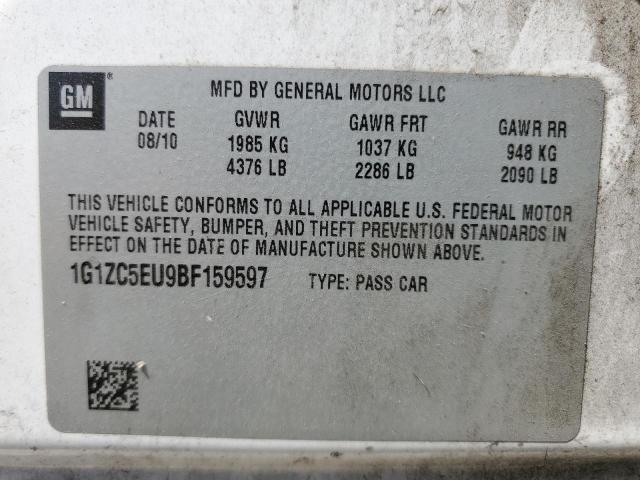 GM ®
MFD BY GENERAL MOTORS LLC
DATE GVWR GAWR FRT GAWR RR
08/10 1985 KG 1037 KG 948 KG
4376 LB 2286 LB 2090 LB
THIS VEHICLE CONFORMS TO ALL APPLICABLE U.S. FEDERAL MOTOR
VEHICLE SAFETY, BUMPER, AND THEFT PREVENTION STANDARDS IN
EFFECT ON THE DATE OF MANUFACTURE SHOWN ABOVE.
1G1ZC5EU9BF159597 TYPE: PASS CAR